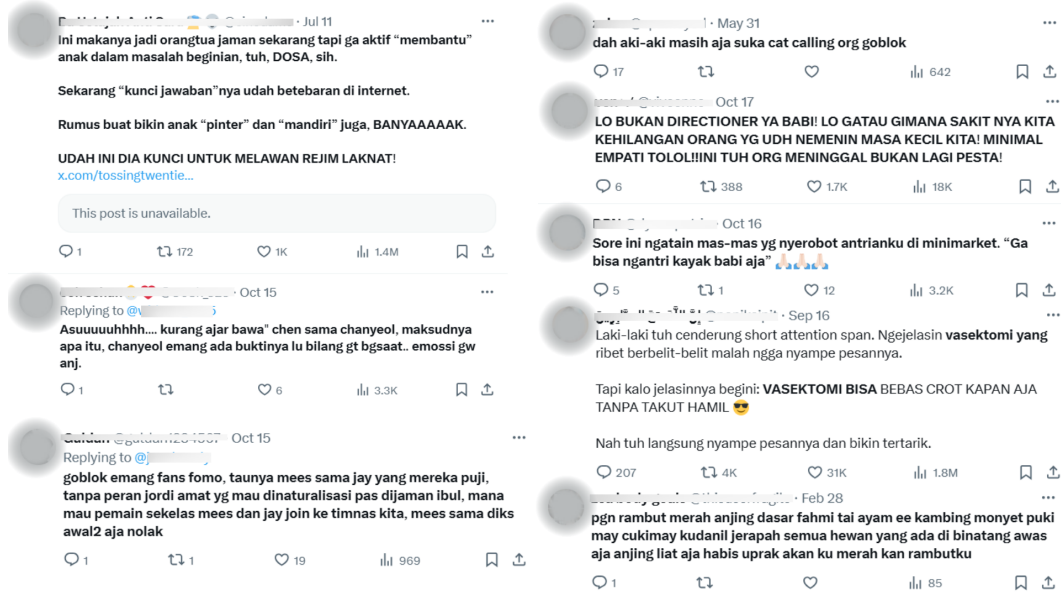 · Jul 11
Ini makanya jadi orangtua jaman sekarang tapi ga aktif “membantu”
anak dalam masalah beginian, tuh, DOSA, sih.
Sekarang “kunci jawaban”nya udah betebaran di internet.
Rumus buat bikin anak “pinter” dan “mandiri” juga, BANYAAAAAK.
UDAH INI DIA KUNCI UNTUK MELAWAN REJIM LAKNAT!
x.com/tossingtwentie...
This post is unavailable.
1 172 1K 1.4M
· Oct 15
Replying to
Asuuuuuhhhh.... kurang ajar bawa" chen sama chanyeol, maksudnya
apa itu, chanyeol emang ada buktinya lu bilang gt bgsaat.. emossi gw
anj.
1 6 3.3K
· Oct 15
Replying to
goblok emang fans fomo, taunya mees sama jay yang mereka puji,
tanpa peran jordi amat yg mau dinaturalisasi pas dijaman ibul, mana
mau pemain sekelas mees dan jay join ke timnas kita, mees sama diks
awal2 aja nolak
1 1 19 969
· May 31
dah aki-aki masih aja suka cat calling org goblok
17 642
Oct 17
LO BUKAN DIRECTIONER YA BABI! LO GATAU GIMANA SAKIT NYA KITA
KEHILANGAN ORANG YG UDH NEMENIN MASA KECIL KITA! MINIMAL
EMPATI TOLOL!!INI TUH ORG MENINGGAL BUKAN LAGI PESTA!
6 388 1.7K 18K
· Oct 16
Sore ini ngatain mas-mas yg nyerobot antrianku di minimarket. “Ga
bisa ngantri kayak babi aja” 🙏🏻🙏🏻🙏🏻
5 1 12 3.2K
· Sep 16
Laki-laki tuh cenderung short attention span. Ngejelasin vasektomi yang
ribet berbelit-belit malah ngga nyampe pesannya.
Tapi kalo jelasinnya begini: VASEKTOMI BISA BEBAS CROT KAPAN AJA
TANPA TAKUT HAMIL 😎
Nah tuh langsung nyampe pesannya dan bikin tertarik.
207 4K 31K 1.8M
· Feb 28
pgn rambut merah anjing dasar fahmi tai ayam ee kambing monyet puki
may cukimay kudanil jerapah semua hewan yang ada di binatang awas
aja anjing liat aja habis uprak akan ku merah kan rambutku
1 85